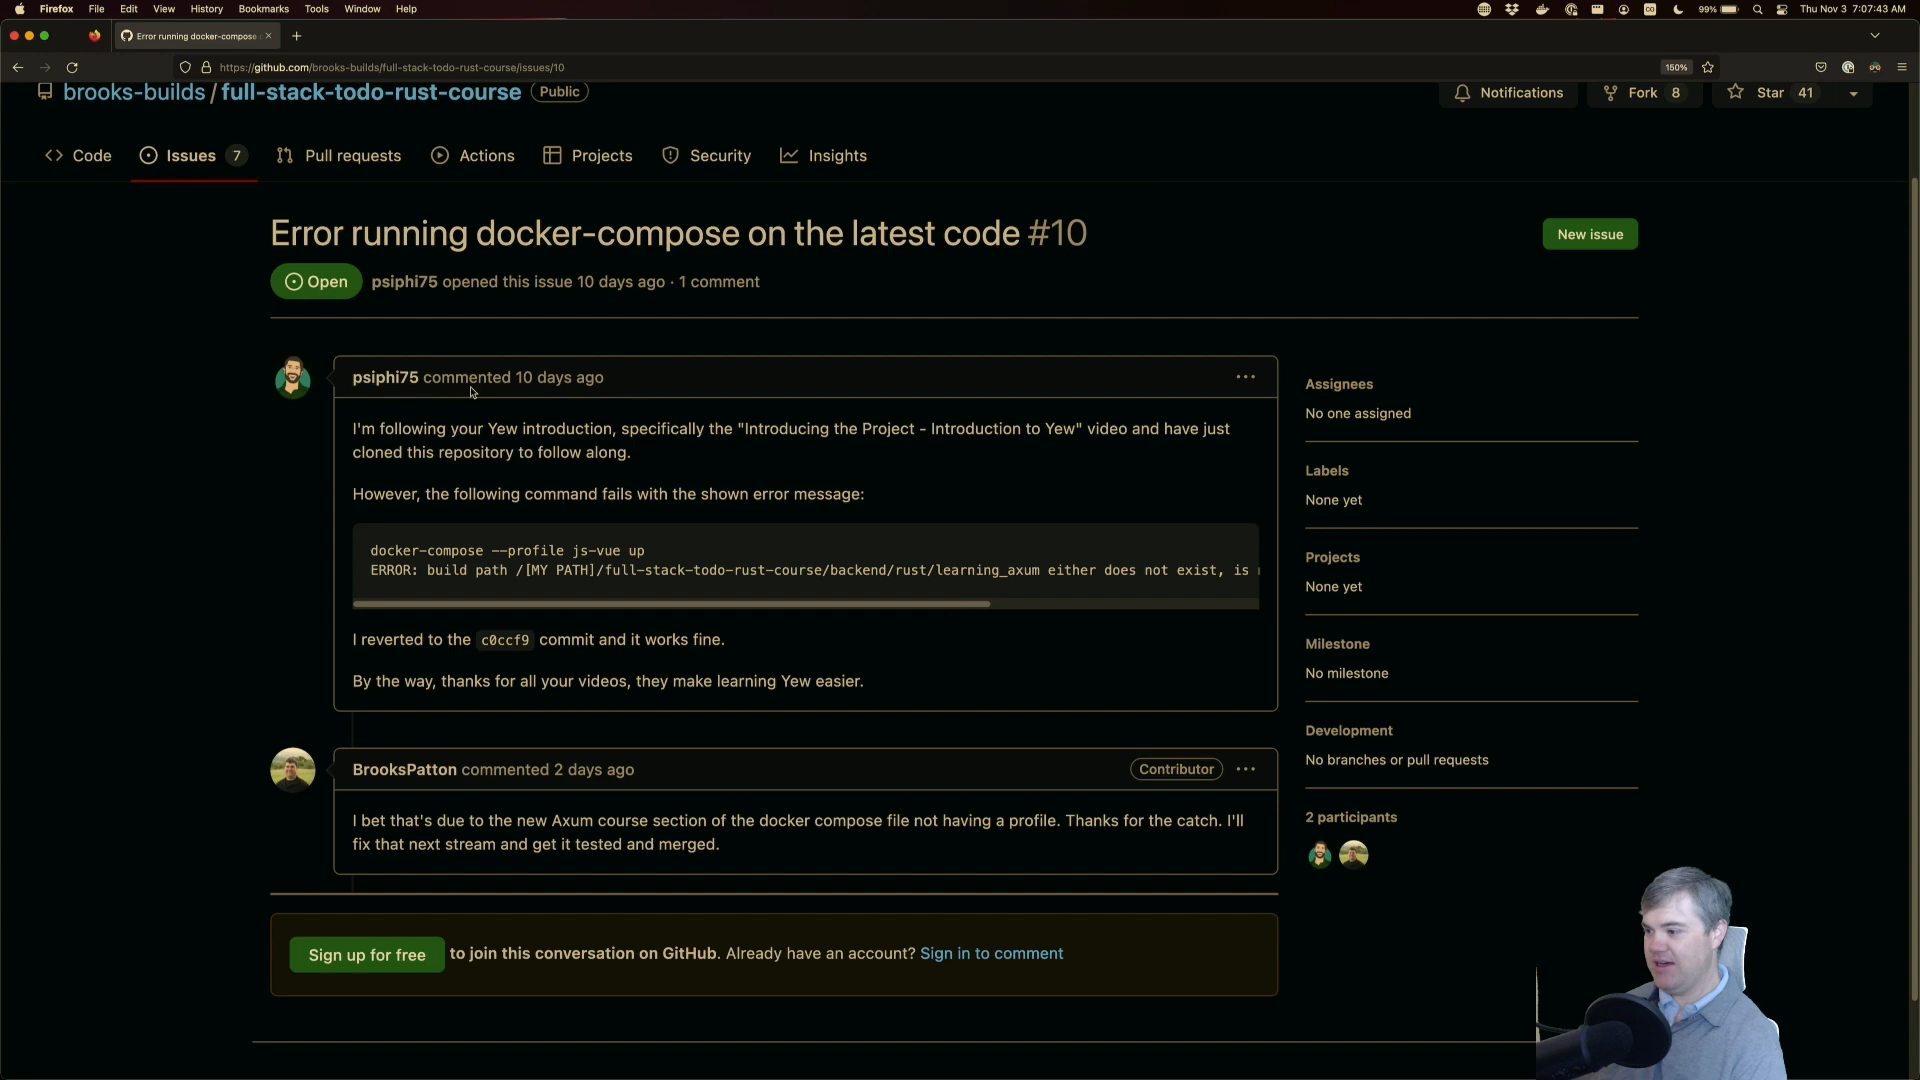 Firefox File Edit View History Bookmarks Tools Window Help 99% Thu Nov 3 7:07:43 AM
Error running docker-compose
https://github.com/brooks-builds/full-stack-todo-rust-course/issues/10 150%
brooks-builds / full-stack-todo-rust-course Public Notifications Fork 8 Star 41
Code Issues 7 Pull requests Actions Projects Security Insights
Error running docker-compose on the latest code #10
New issue
Open psiphi75 opened this issue 10 days ago · 1 comment
psiphi75 commented 10 days ago
I'm following your Yew introduction, specifically the "Introducing the Project - Introduction to Yew" video and have just
cloned this repository to follow along.
However, the following command fails with the shown error message:
docker-compose --profile js-vue up
ERROR: build path /[MY PATH]/full-stack-todo-rust-course/backend/rust/learning_axum either does not exist, is
I reverted to the c0ccf9 commit and it works fine.
By the way, thanks for all your videos, they make learning Yew easier.
BrooksPatton commented 2 days ago Contributor
I bet that's due to the new Axum course section of the docker compose file not having a profile. Thanks for the catch. I'll
fix that next stream and get it tested and merged.
Sign up for free to join this conversation on GitHub. Already have an account? Sign in to comment
Assignees
No one assigned
Labels
None yet
Projects
None yet
Milestone
No milestone
Development
No branches or pull requests
2 participants